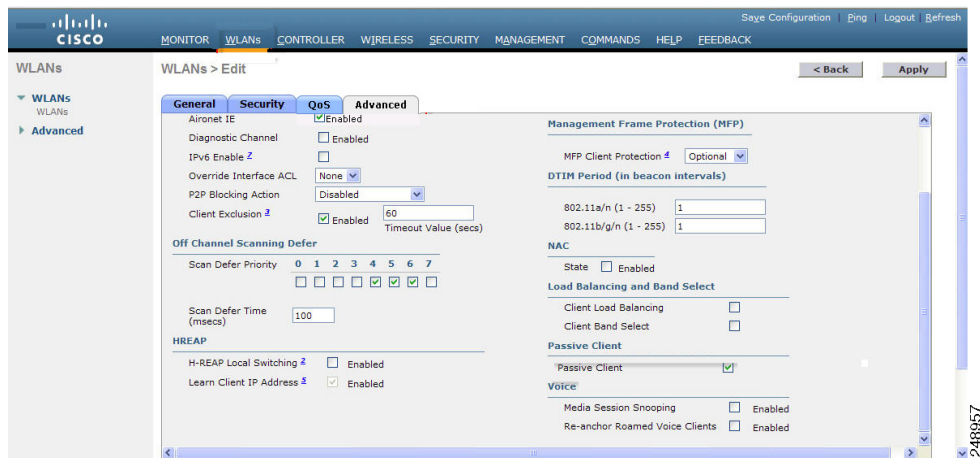 Save Configuration | Ping | Logout | Refresh
CISCO
MONITOR WLANs CONTROLLER WIRELESS SECURITY MANAGEMENT COMMANDS HELP FEEDBACK
WLANs
WLANs
WLANs
Advanced
WLANs > Edit
< Back
Apply
General Security QoS Advanced
Aironet IE Enabled
Diagnostic Channel Enabled
IPv6 Enable 7
Override Interface ACL None
P2P Blocking Action Disabled
Client Exclusion 3 Enabled 60
Timeout Value (secs)
Off Channel Scanning Defer
Scan Defer Priority 0 1 2 3 4 5 6 7
Scan Defer Time
(msecs)
100
HREAP
H-REAP Local Switching 2 Enabled
Learn Client IP Address 5 Enabled
Management Frame Protection (MFP)
MFP Client Protection 4 Optional
DTIM Period (in beacon intervals)
802.11a/n (1 - 255) 1
802.11b/g/n (1 - 255) 1
NAC
State Enabled
Load Balancing and Band Select
Client Load Balancing
Client Band Select
Passive Client
Passive Client
Voice
Media Session Snooping Enabled
Re-anchor Roamed Voice Clients Enabled
248957